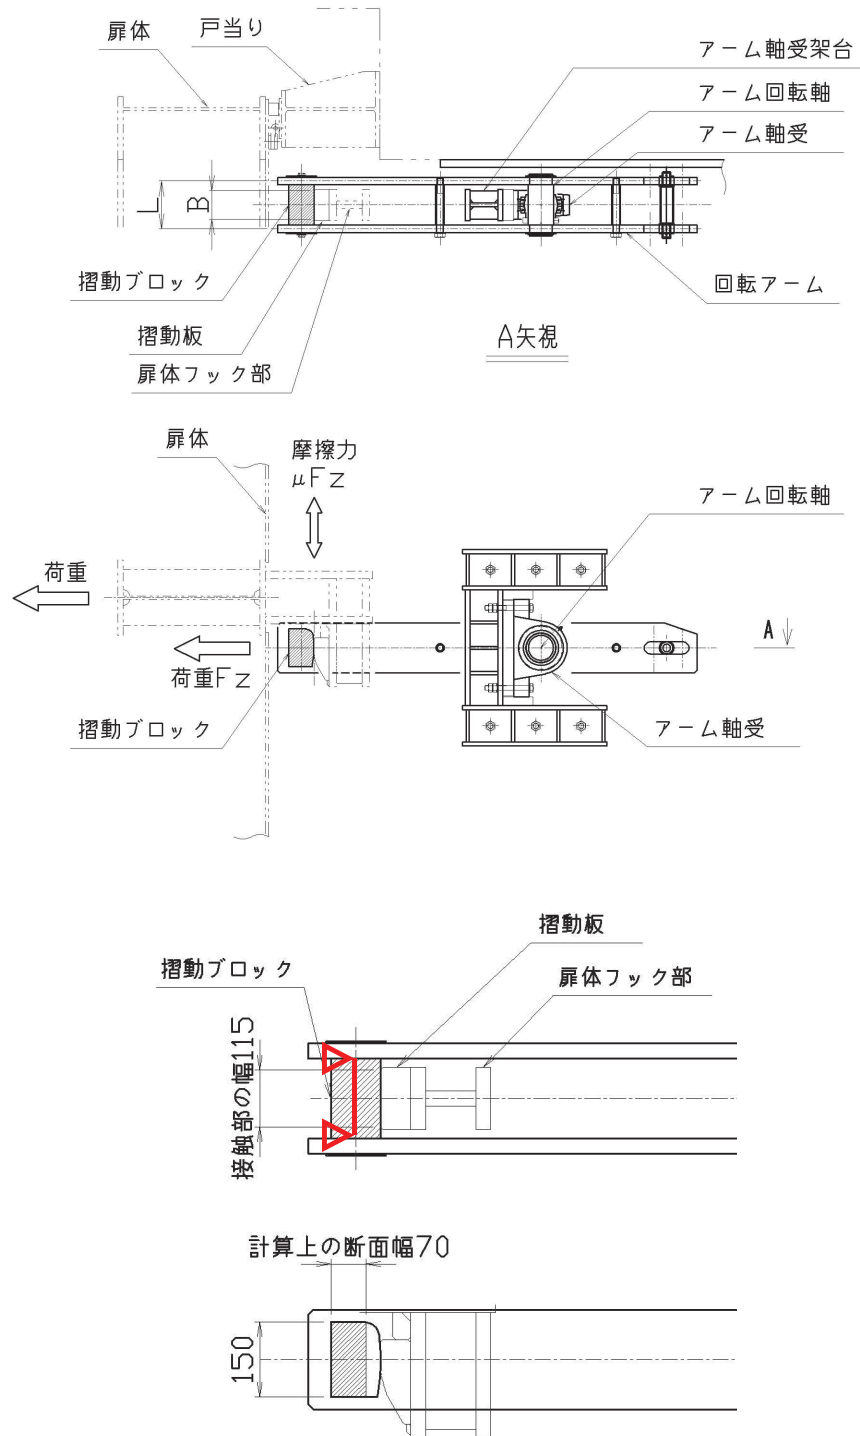 扉体
戸当り
アーム軸受架台
アーム回転軸
アーム軸受
L
B
摺動ブロック
回転アーム
摺動板
A矢視
扉体フック部
扉体
摩擦力
μFz
アーム回転軸
荷重
A
荷重Fz
摺動ブロック
アーム軸受
摺動板
摺動ブロック
扉体フック部
接触部の幅115
計算上の断面幅70
150